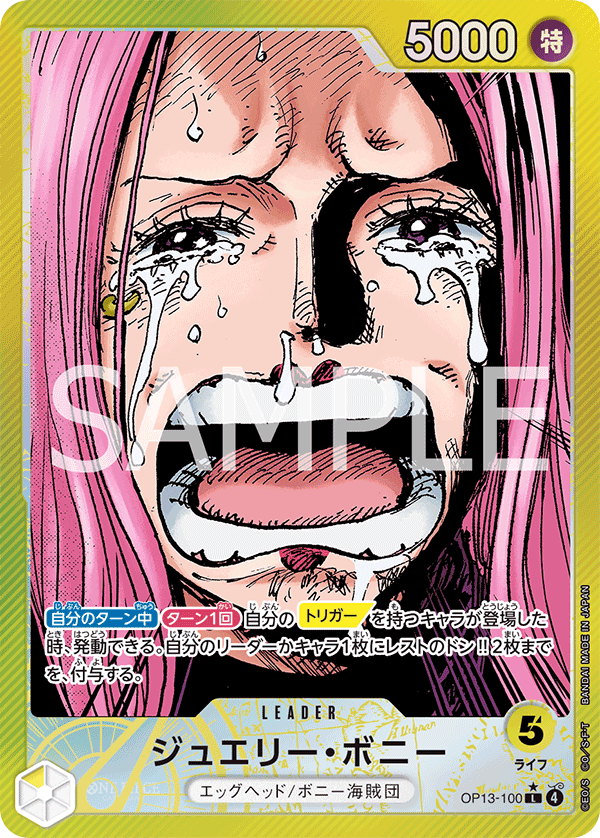 5000 特
SAMPLE
自分のターン中 ターン1回 自分の トリガー を持つキャラが登場した
時、発動できる。自分のリーダーかキャラ1枚にレストのドン!!2枚まで
を、付与する。
LEADER
ジュエリー・ボニー
5
ライフ
エッグヘッド/ボニー海賊団
OP13-100 L 4
©E.O/S ©O/S・F・T BANDAI MADE IN JAPAN